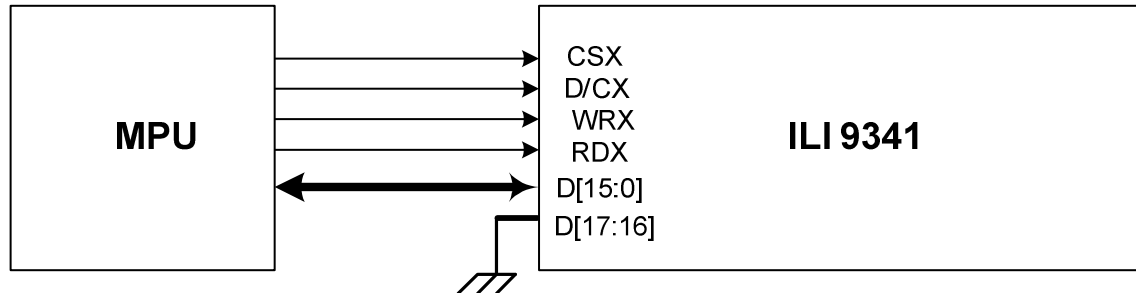 MPU
CSX
D/CX
WRX
RDX
D[15:0]
D[17:16]
ILI 9341